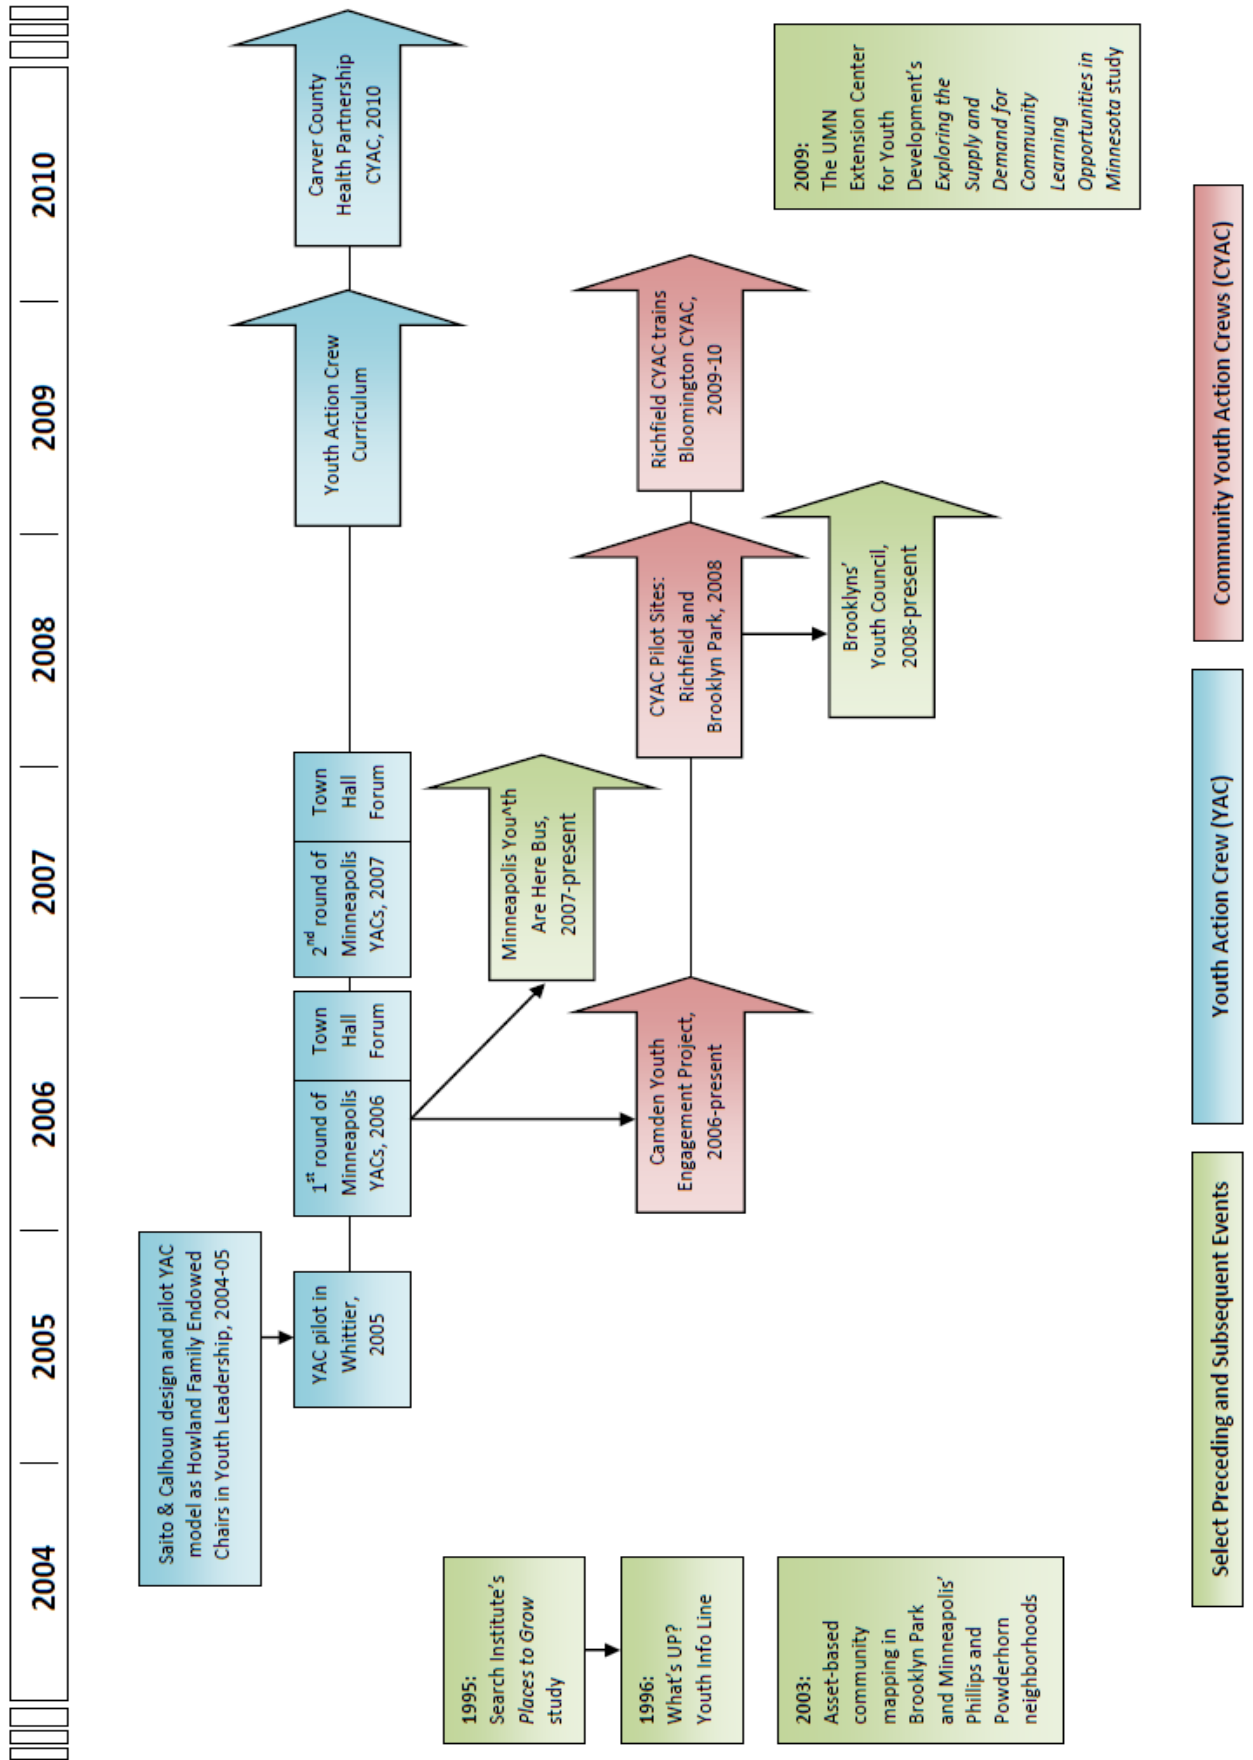 2004
2005
2006
2007
2008
2009
2010
Saito & Calhoun design and pilot YAC
model as Howland Family Endowed
Chairs in Youth Leadership, 2004-05
YAC pilot in
Whittier,
2005
1st round of
Minneapolis
YACs, 2006
Town
Hall
Forum
2nd round of
Minneapolis
YACs, 2007
Town
Hall
Forum
Youth Action Crew
Curriculum
Carver County
Health Partnership
CYAC, 2010
Minneapolis You^th
Are Here Bus,
2007-present
Camden Youth
Engagement Project,
2006-present
CYAC Pilot Sites:
Richfield and
Brooklyn Park, 2008
Richfield CYAC trains
Bloomington CYAC,
2009-10
Brooklyns'
Youth Council,
2008-present
1995:
Search Institute's
Places to Grow
study
1996:
What's UP?
Youth Info Line
2003:
Asset-based
community
mapping in
Brooklyn Park
and Minneapolis'
Phillips and
Powderhorn
neighborhoods
2009:
The UMN
Extension Center
for Youth
Development's
Exploring the
Supply and
Demand for
Community
Learning
Opportunities in
Minnesota study
Select Preceding and Subsequent Events
Youth Action Crew (YAC)
Community Youth Action Crews (CYAC)